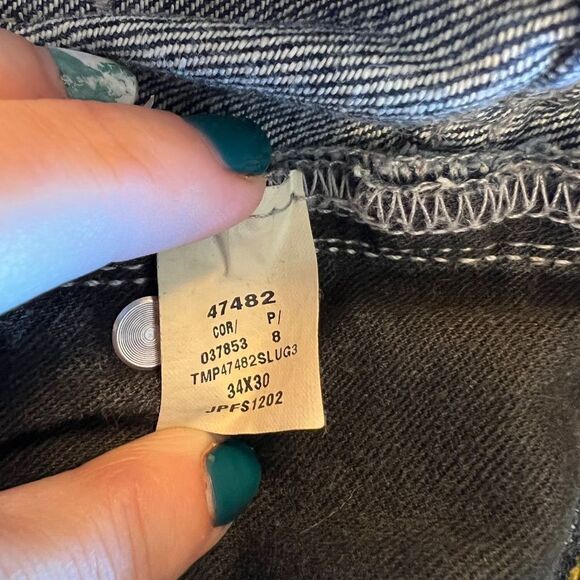 47482
COR/ P/
037853 8
TMP47482SLUG3
34X30
JPFS1202